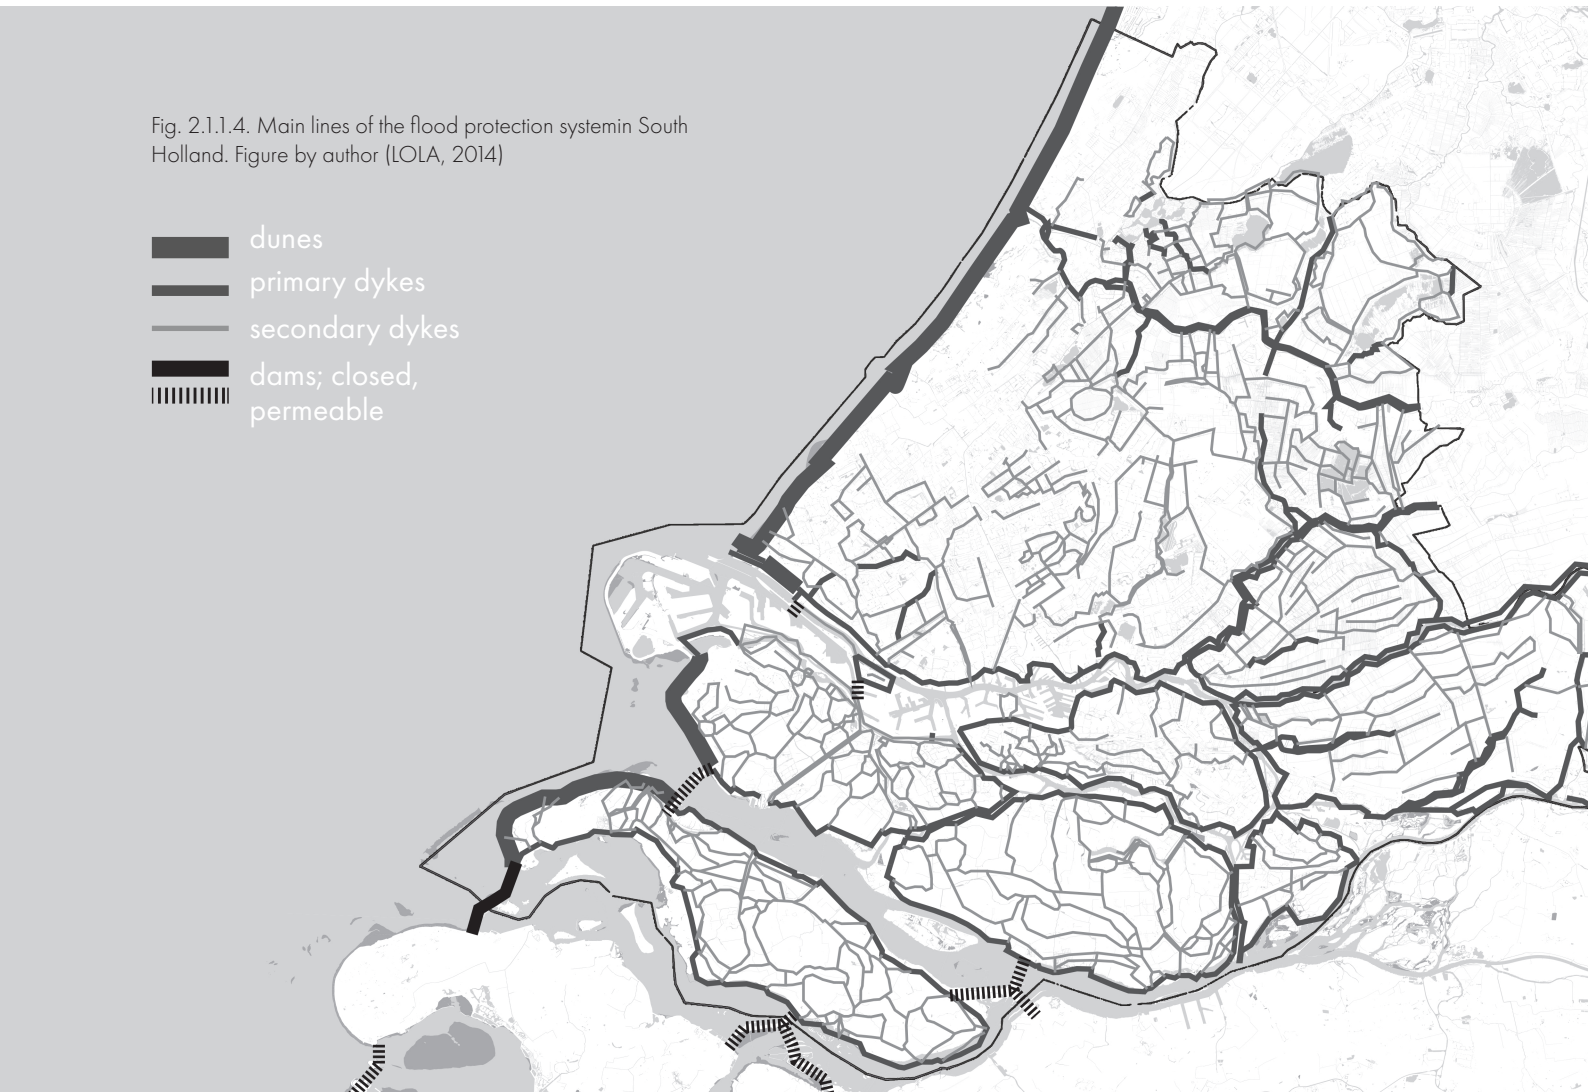 Fig. 2.1.1.4. Main lines of the flood protection systemin South
Holland. Figure by author (LOLA, 2014)
dunes
primary dykes
secondary dykes
dams; closed,
permeable